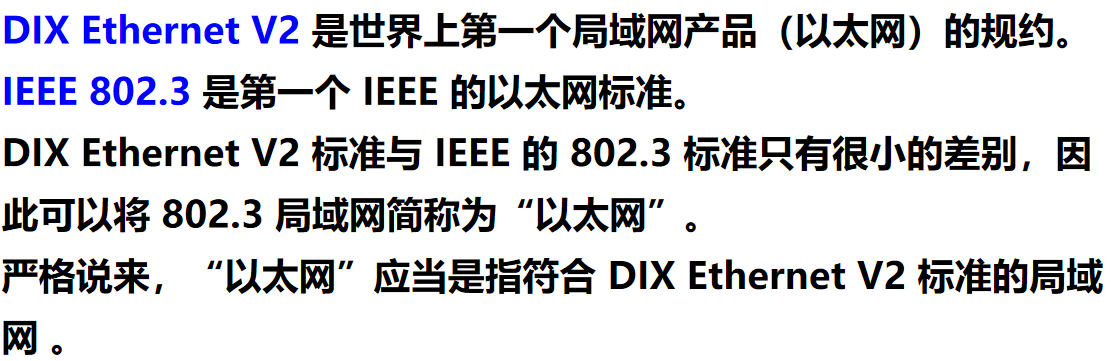 DIX Ethernet V2 是世界上第一个局域网产品（以太网）的规约。
IEEE 802.3 是第一个 IEEE 的以太网标准。
DIX Ethernet V2 标准与 IEEE 的 802.3 标准只有很小的差别，因
此可以将 802.3 局域网简称为“以太网”。
严格说来，“以太网”应当是指符合 DIX Ethernet V2 标准的局域
网 。